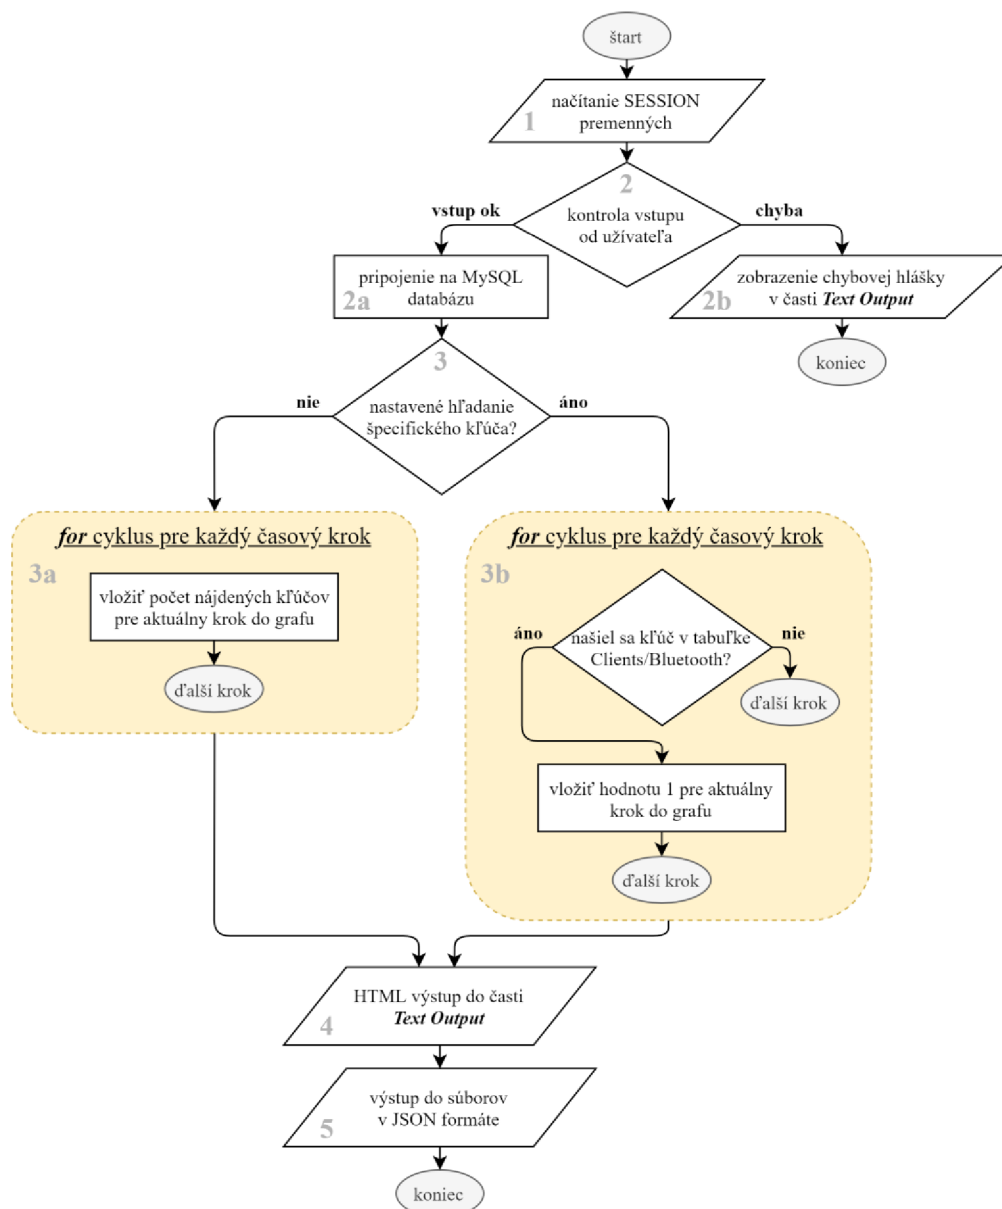 štart
načítanie SESSION
premenných
1
2
kontrola vstupu
od užívateľa
vstup ok
chyba
pripojenie na MySQL
databázu
2a
zobrazenie chybovej hlášky
v časti Text Output
2b
koniec
3
nastavené hľadanie
špecifického kľúča?
nie
áno
for cyklus pre každý časový krok
3a
vložiť počet nájdených kľúčov
pre aktuálny krok do grafu
ďalší krok
for cyklus pre každý časový krok
3b
našiel sa kľúč v tabuľke
Clients/Bluetooth?
áno
nie
ďalší krok
vložiť hodnotu 1 pre aktuálny
krok do grafu
ďalší krok
HTML výstup do časti
Text Output
4
výstup do súborov
v JSON formáte
5
koniec